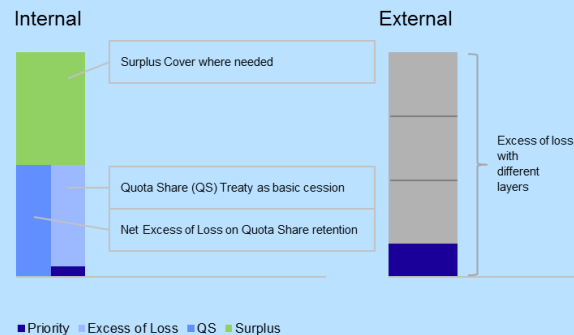 Internal
External
Surplus Cover where needed
Quota Share (QS) Treaty as basic cession
Net Excess of Loss on Quota Share retention
Excess of loss
with
different
layers
Priority Excess of Loss QS Surplus